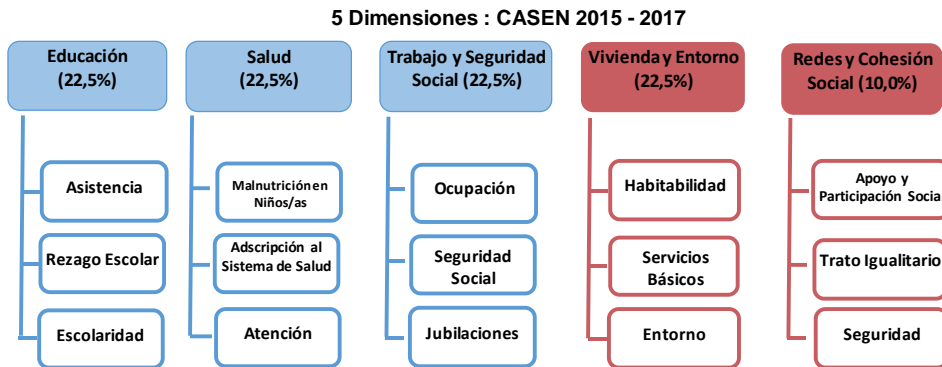 5 Dimensiones : CASEN 2015 - 2017
Educación
(22,5%)
Asistencia
Rezago Escolar
Escolaridad
Salud
(22,5%)
Malnutrición en
Niños/as
Adscripción al
Sistema de Salud
Atención
Trabajo y Seguridad
Social (22,5%)
Ocupación
Seguridad
Social
Jubilaciones
Vivienda y Entorno
(22,5%)
Habitabilidad
Servicios
Básicos
Entorno
Redes y Cohesión
Social (10,0%)
Apoyo y
Participación Social
Trato Igualitario
Seguridad